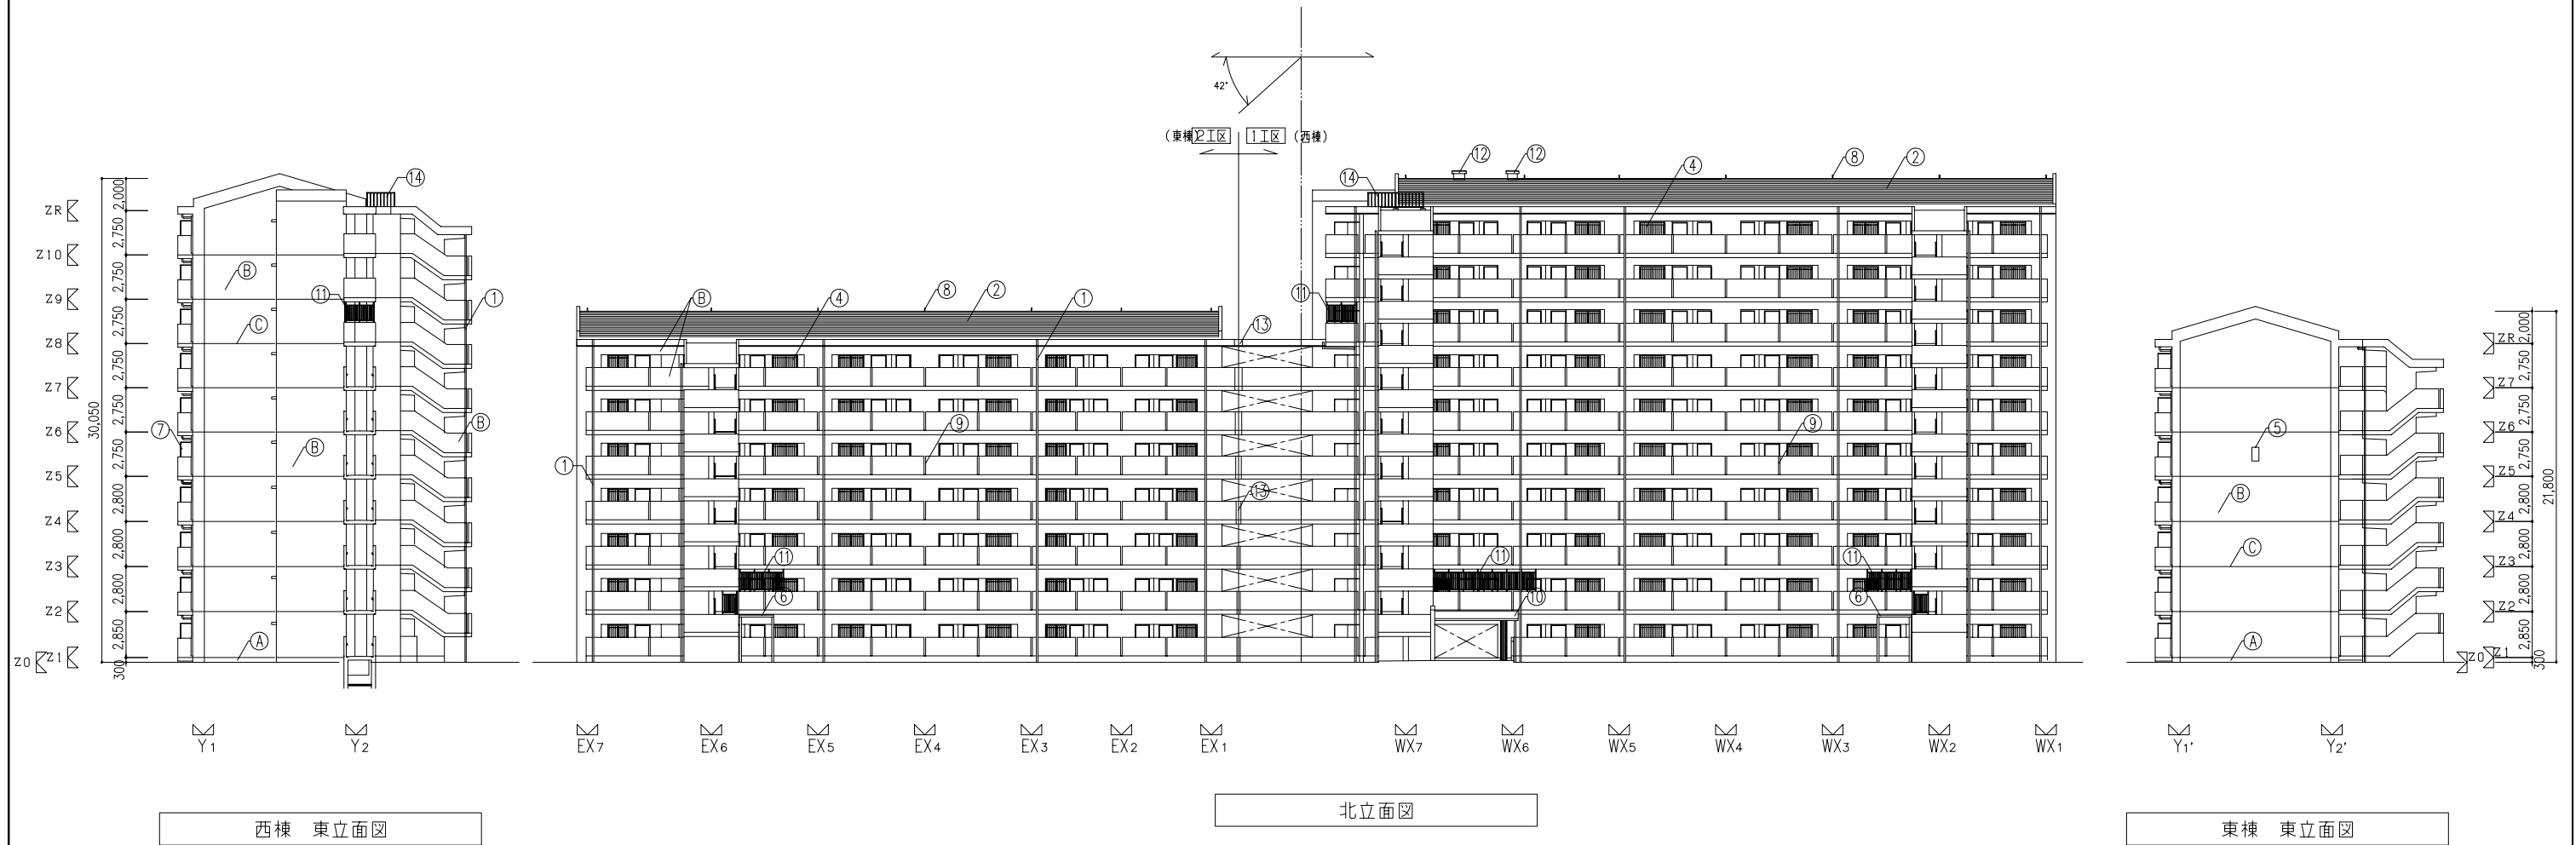 42°
(東棟) 2工区 1工区 (西棟)
ZR
Z10
Z9
Z8
Z7
Z6
Z5
Z4
Z3
Z2
Z1
Z0
30,050
2,000
2,750
2,750
2,750
2,750
2,750
2,750
2,800
2,800
2,800
2,850
300
⑭
Ⓑ
⑪
①
Ⓒ
⑦
Ⓑ
Ⓑ
Ⓐ
Y1
Y2
西棟 東立面図
Ⓑ
④
⑧
②
①
⑬
⑨
①
⑬
⑪
⑥
⑫
⑫
④
⑧
②
⑭
⑪
⑨
⑪
⑪
⑩
⑥
EX7
EX6
EX5
EX4
EX3
EX2
EX1
WX7
WX6
WX5
WX4
WX3
WX2
WX1
北立面図
⑤
Ⓑ
Ⓒ
Ⓐ
ZR
Z7
Z6
Z5
Z4
Z3
Z2
Z1
Z0
2,000
2,750
2,750
2,750
2,800
2,800
2,800
2,850
300
21,800
Y1'
Y2'
東棟 東立面図